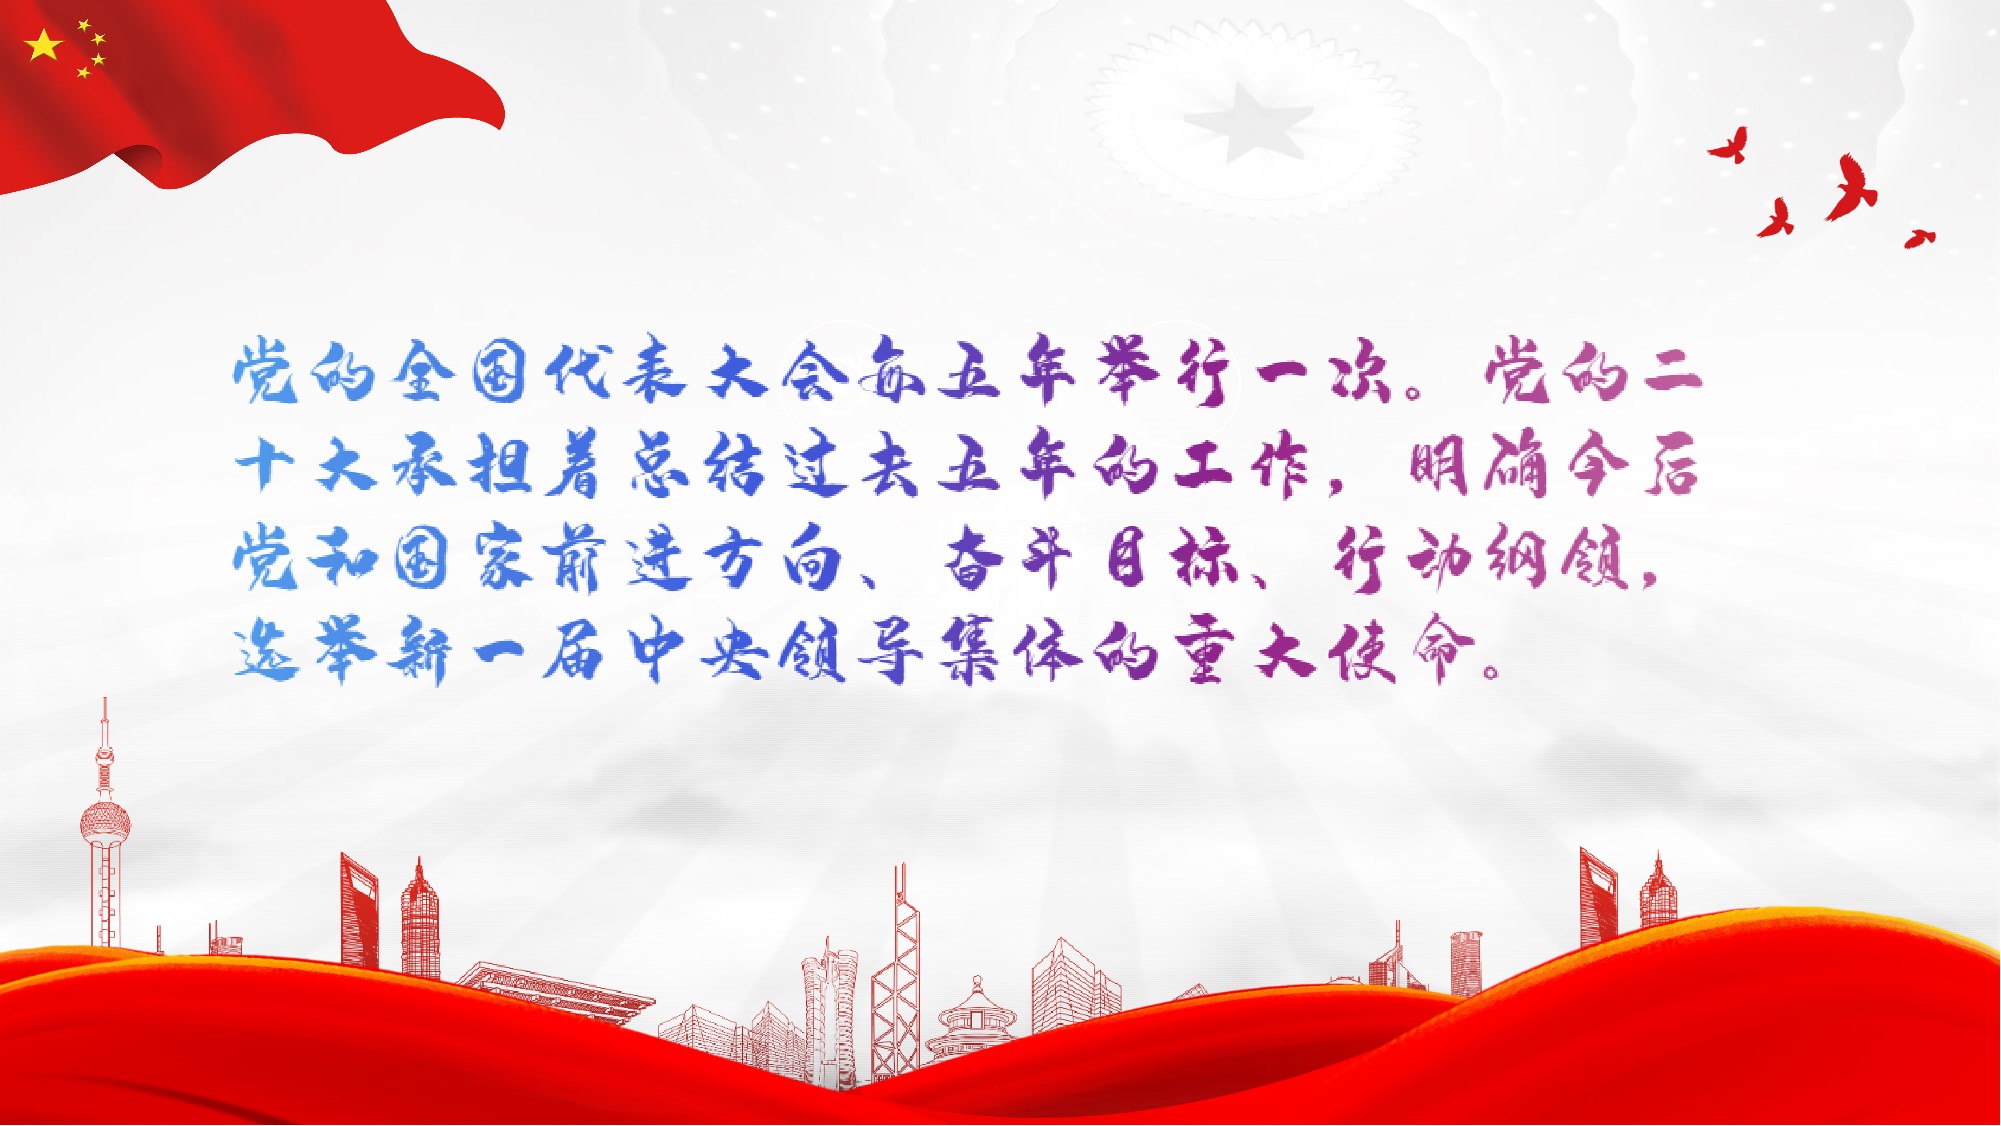 党的全国代表大会每五年举行一次。党的二
十大承担着总结过去五年的工作，明确今后
党和国家前进方向、奋斗目标、行动纲领，
选举新一届中央领导集体的重大使命。